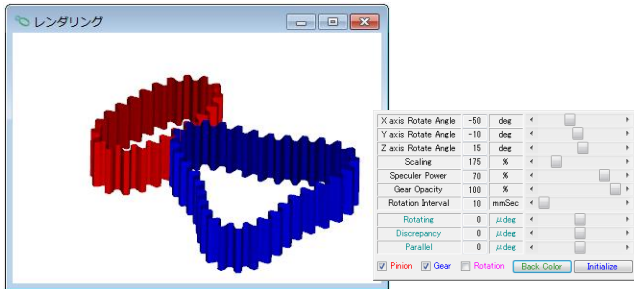 レンダリング
X axis Rotate Angle -50 deg
Y axis Rotate Angle -10 deg
Z axis Rotate Angle 15 deg
Scaling 175 %
Speculer Power 70 %
Gear Opacity 100 %
Rotation Interval 10 mmSec
Rotating 0 μdeg
Discrepancy 0 μdeg
Parallel 0 μdeg
Pinion Gear Rotation Back Color Initialize